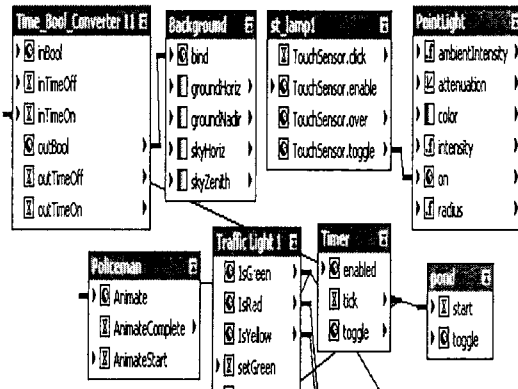 Time_Bool_Converter 11
inBool
inTimeOff
inTimeOn
outBool
outTimeOff
outTimeOn
Background
bind
groundHoriz
groundNadir
skyHoriz
skyZenith
st_lamp1
TouchSensor.click
TouchSensor.enable
TouchSensor.over
TouchSensor.toggle
PointLight
ambientIntensity
attenuation
color
intensity
on
radius
Policeman
Animate
AnimateComplete
AnimateStart
Traffic Light 1
IsGreen
IsRad
IsYellow
setGreen
Timer
enabled
tick
toggle
pond
start
toggle